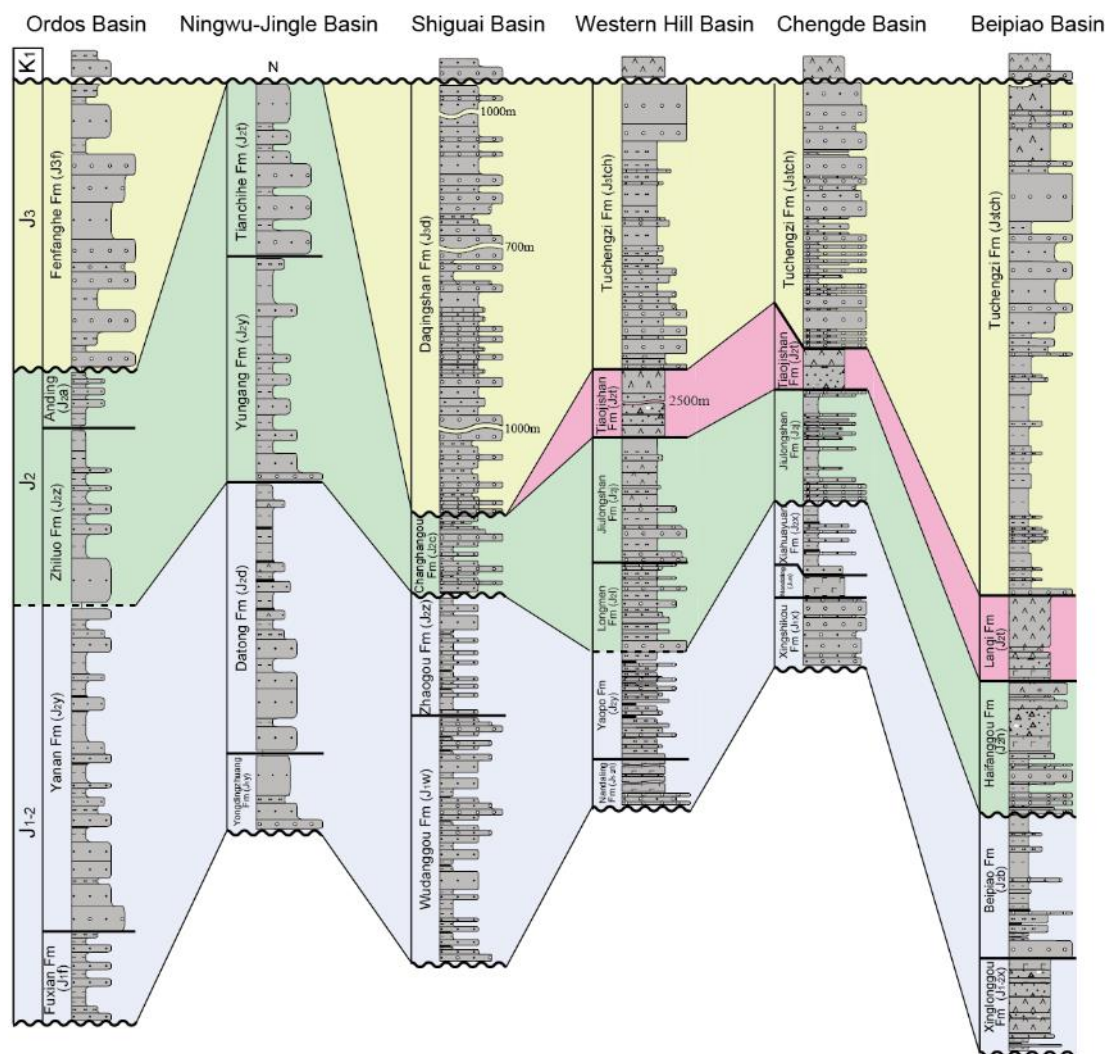 Ordos Basin
Ningwu-Jingle Basin
Shiguai Basin
Western Hill Basin
Chengde Basin
Beipiao Basin
K1
J3
J2
J1-2
Fenfanghe Fm (J3f)
Anding
(J2a)
Zhiluo Fm (J2z)
Yanan Fm (J2y)
Fuxian Fm
(J1f)
N
Tianchihe Fm (J2t)
Yungang Fm (J2y)
Datong Fm (J2d)
Yongdingzhuang
Fm (J1y)
1000m
700m
1000m
Daqingshan Fm (J3d)
Changhangou
Fm (J2c)
Zhaogou Fm (J2z)
Wudanggou Fm (J1w)
Tuchengzi Fm (J3tch)
Tiaojishan
Fm (J2t)
2500m
Jiulongshan
Fm (J2j)
Longmen
Fm (J2l)
Yaopo Fm
(J2y)
Nandaling
Tuchengzi Fm (J3tch)
Tiaojishan
Fm (J2t)
Jiulongshan
Fm (J2j)
Xiahuayuan
Fm (J2x)
Xingshikou
Fm (J1x)
Tuchengzi Fm (J3tch)
Lanqi Fm
(J2t)
Haifanggou Fm
(J2h)
Beipiao Fm
(J2b)
Xinglonggou
Fm (J1-2x)